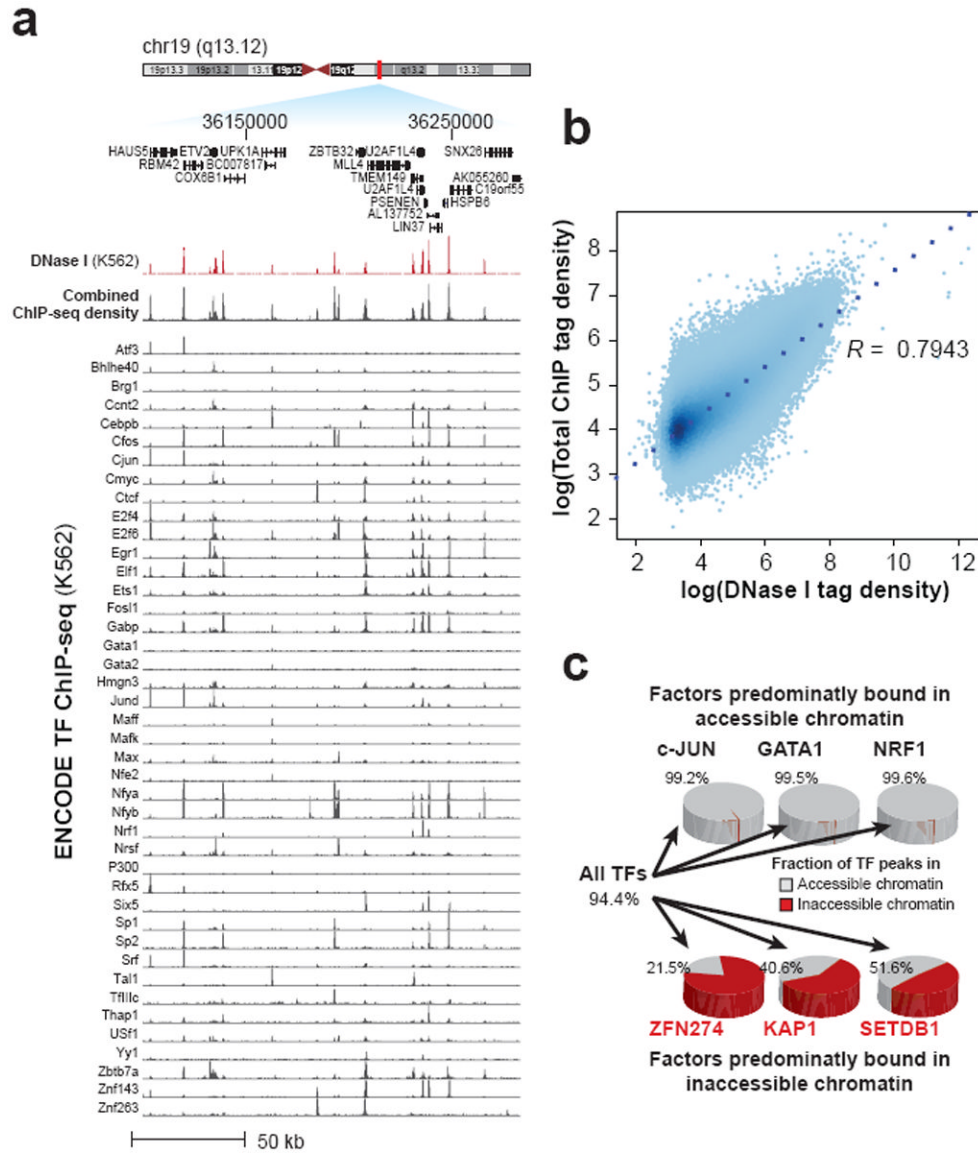 a
chr19 (q13.12)
19p13.3 19p13.2 13.11 19p12 19q12 q13.2 13.33
36150000 36250000
HAUS5 ETV2 UPK1A ZBTB32 U2AF1L4 SNX26
RBM42 BC007817 MLL4 AK055260
COX6B1 TMEM149 C19orf55
U2AF1L4
PSENEN HSPB6
AL137752
LIN37
DNase I (K562)
Combined
ChIP-seq density
ENCODE TF ChIP-seq (K562)
Atf3
Bhlhe40
Brg1
Ccnt2
Cebpb
Cfos
Cjun
Cmyc
Ctcf
E2f4
E2f6
Egr1
Elf1
Ets1
Fosl1
Gabp
Gata1
Gata2
Hmgn3
Jund
Maff
Mafk
Max
Nfe2
Nfya
Nfyb
Nrf1
Nrsf
P300
Rfx5
Six5
Sp1
Sp2
Srf
Tal1
TfIIIc
Thap1
USf1
Yy1
Zbtb7a
Znf143
Znf263
50 kb
b
log(Total ChIP tag density)
8
7
6
5
4
3
2
R = 0.7943
2 4 6 8 10 12
log(DNase I tag density)
c
Factors predominatly bound in
accessible chromatin
c-JUN GATA1 NRF1
99.2% 99.5% 99.6%
All TFs
94.4%
Fraction of TF peaks in
Accessible chromatin
Inaccessible chromatin
21.5% 40.6% 51.6%
ZFN274 KAP1 SETDB1
Factors predominatly bound in
inaccessible chromatin